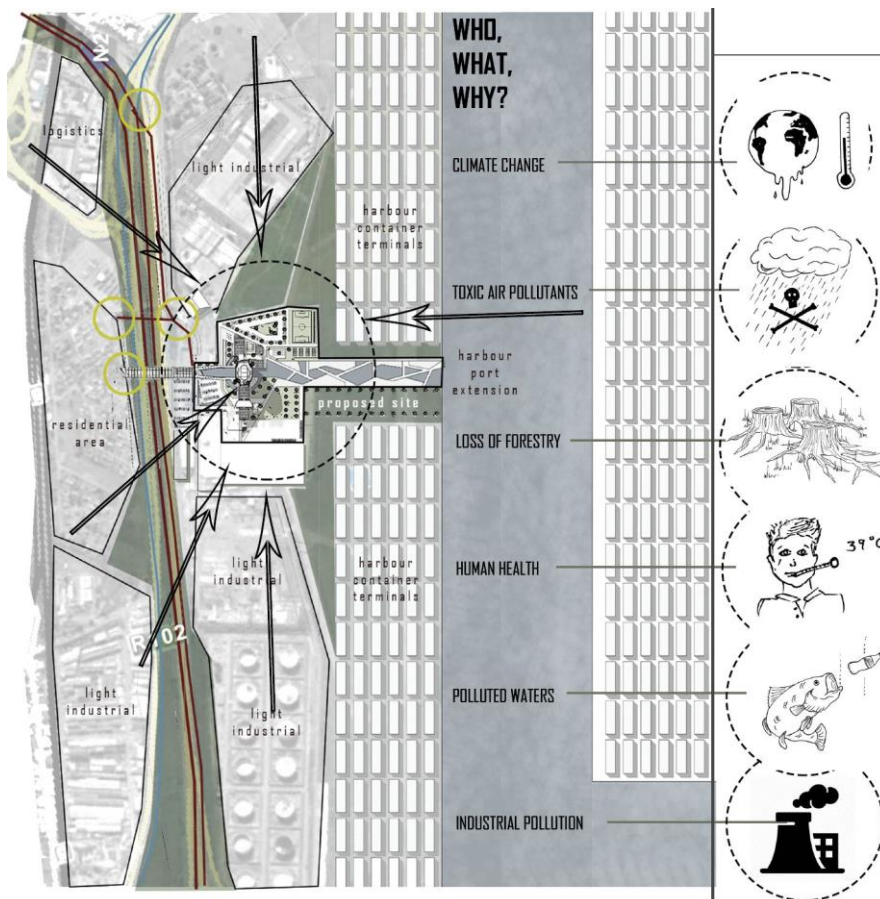 WHO,
WHAT,
WHY?
N2
logistics
light industrial
harbour
container
terminals
CLIMATE CHANGE
TOXIC AIR POLLUTANTS
harbour
port
extension
proposed site
residential
area
LOSS OF FORESTRY
light
industrial
harbour
container
terminals
HUMAN HEALTH
39°C
R102
light
industrial
light
industrial
POLLUTED WATERS
INDUSTRIAL POLLUTION